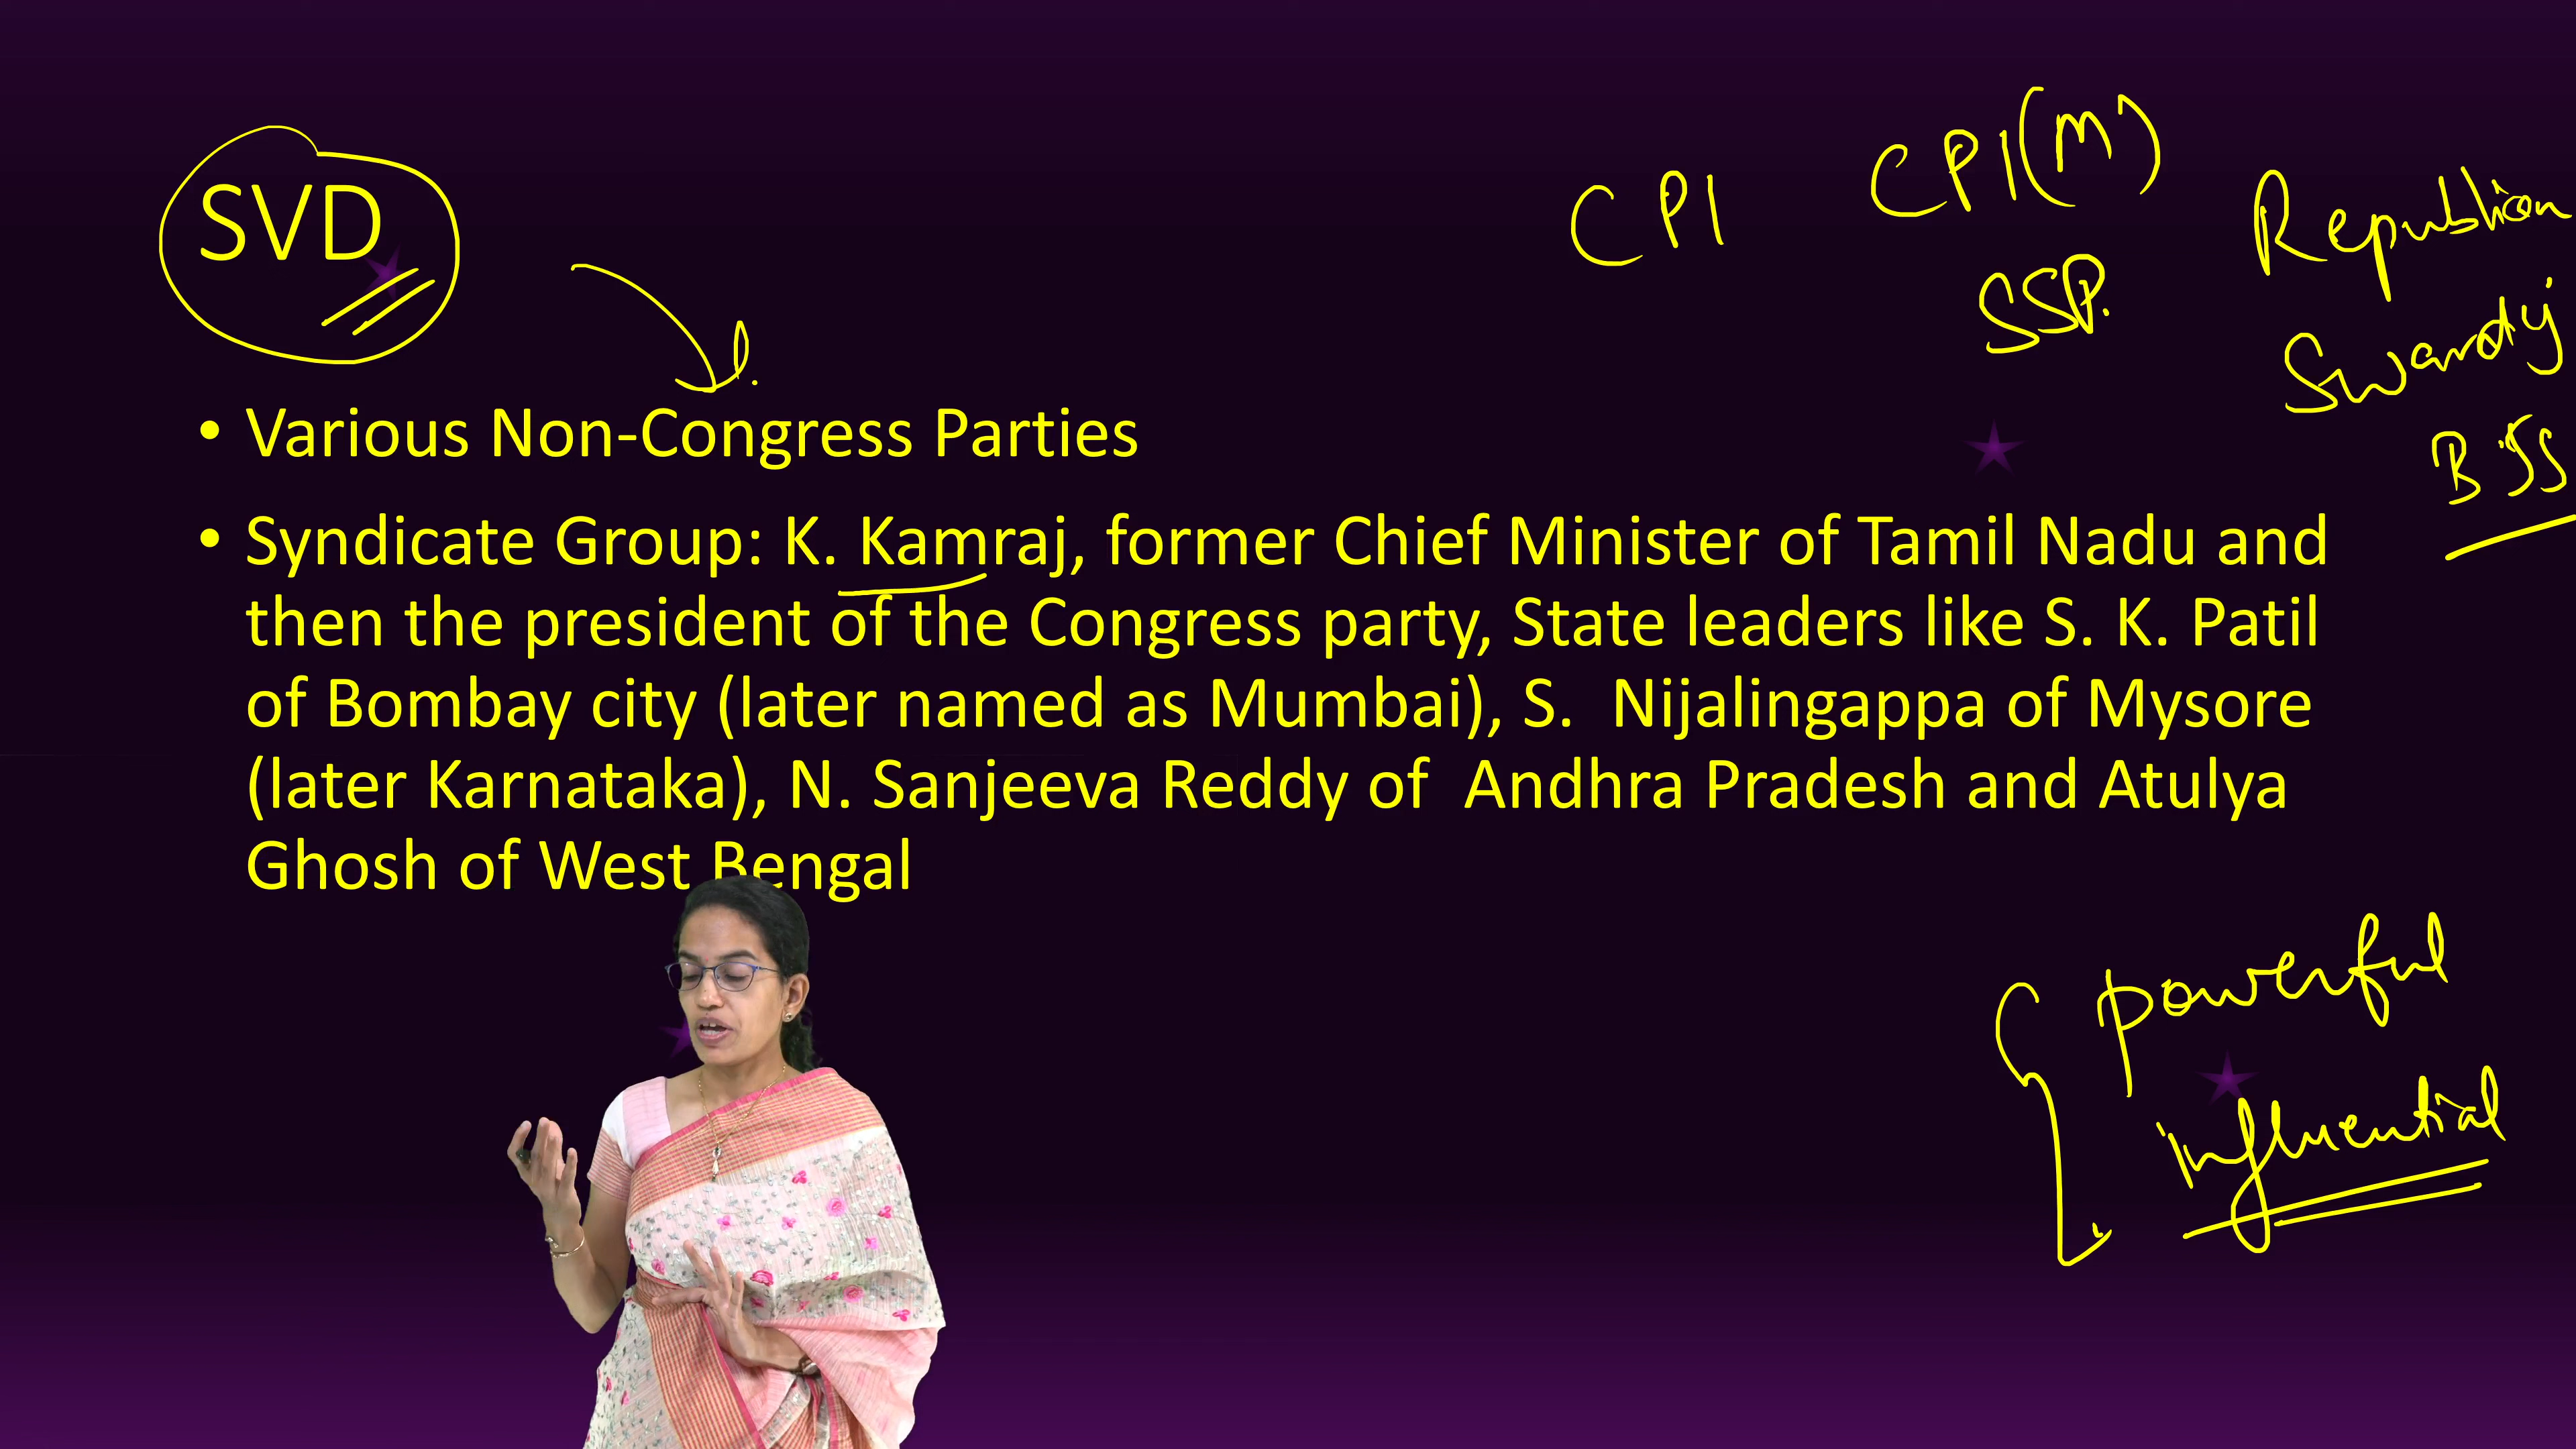 SVD
CPI
CPI(M)
SSP.
Republican
BJS
• Various Non-Congress Parties
• Syndicate Group: K. Kamraj, former Chief Minister of Tamil Nadu and
then the president of the Congress party, State leaders like S. K. Patil
of Bombay city (later named as Mumbai), S. Nijalingappa of Mysore
(later Karnataka), N. Sanjeeva Reddy of Andhra Pradesh and Atulya
Ghosh of West Bengal
powerful
influential